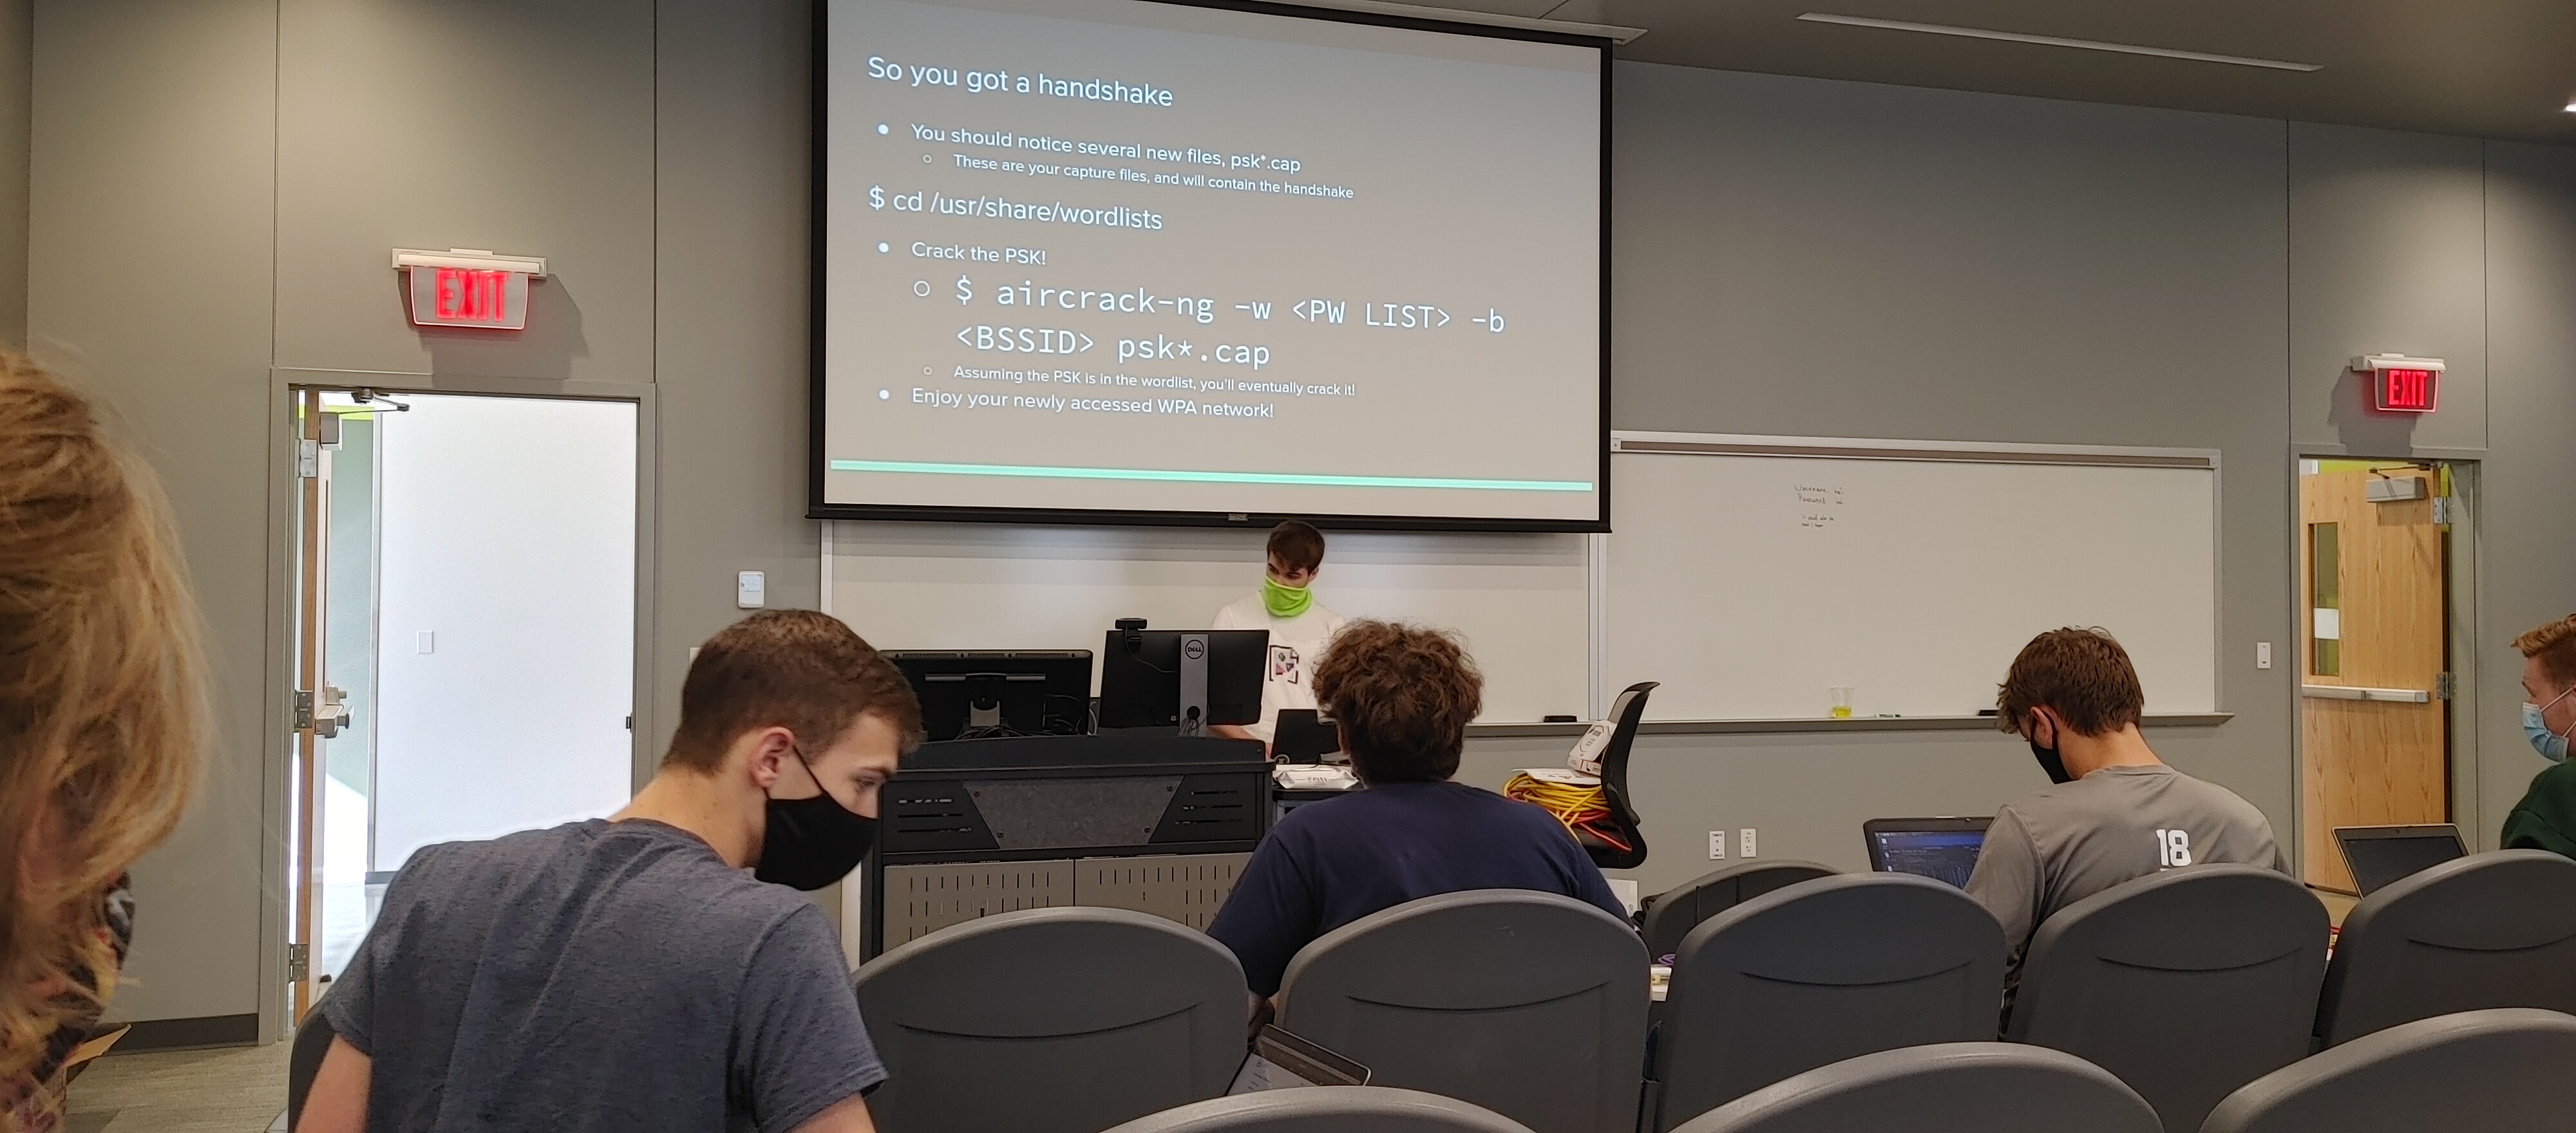 So you got a handshake
● You should notice several new files, psk*.cap
○ These are your capture files, and will contain the handshake
$ cd /usr/share/wordlists
● Crack the PSK!
○ $ aircrack-ng -w <PW LIST> -b
<BSSID> psk*.cap
○ Assuming the PSK is in the wordlist, you'll eventually crack it!
● Enjoy your newly accessed WPA network!
EXIT
EXIT
Username
Password
DELL
18